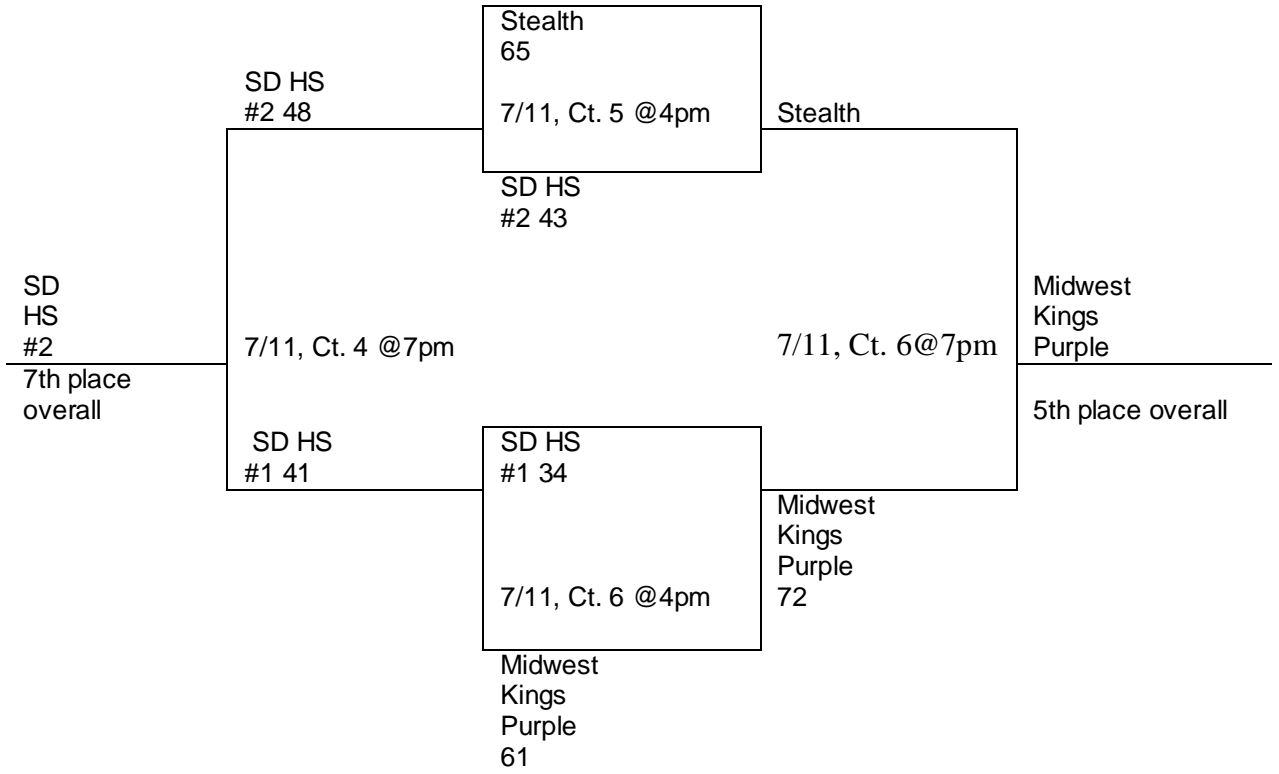 Stealth
65
SD HS
#2 48
7/11, Ct. 5 @4pm
Stealth
SD HS
#2 43
SD
HS
#2
7/11, Ct. 4 @7pm
7/11, Ct. 6@7pm
Midwest
Kings
Purple
7th place
overall
5th place overall
SD HS
#1 41
SD HS
#1 34
Midwest
Kings
Purple
72
7/11, Ct. 6 @4pm
Midwest
Kings
Purple
61